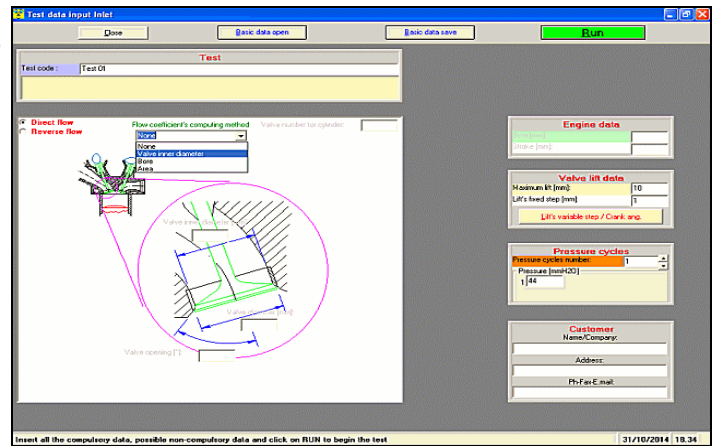 Test data input Inlet
Close
Basic data open
Basic data save
Run
Test
Test code :
Test 01
Direct flow
Reverse flow
Flow coefficient's computing method
None
None
Valve inner diameter
Bore
Area
Valve number for cylinder:
Valve inner diameter
Valve
Valve opening [°]:
Engine data
Stroke [mm]:
Valve lift data
Maximum lift [mm]:
10
Lift's fixed step [mm]
1
Lift's variable step / Crank ang.
Pressure cycles
Pressure cycles number:
1
Pressure [mmH2O]
1
44
Customer
Name/Company:
Address:
Ph-Fax-E.mail:
Insert all the compulsory data, possible non-compulsory data and click on RUN to begin the test
31/10/2014
18.34